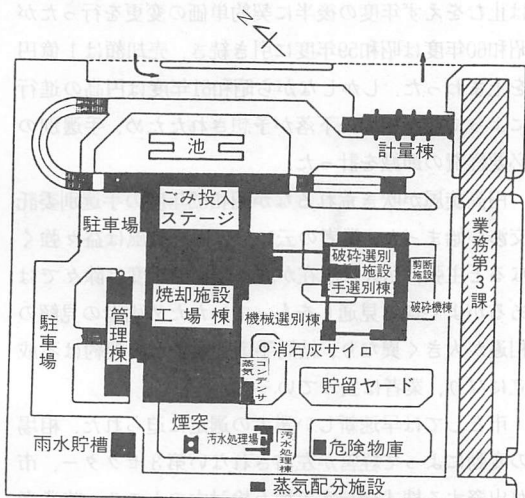 N
計量棟
池
ごみ投入
ステージ
駐車場
破砕選別
施設
手選別棟
剪断
施設
業務第3課
焼却施設
工場棟
機械選別棟
破砕機棟
管理棟
駐車場
消石灰サイロ
蒸気
コンデンサ
貯留ヤード
煙突
汚水処理場
汚水処理棟
雨水貯槽
危険物庫
蒸気配分施設